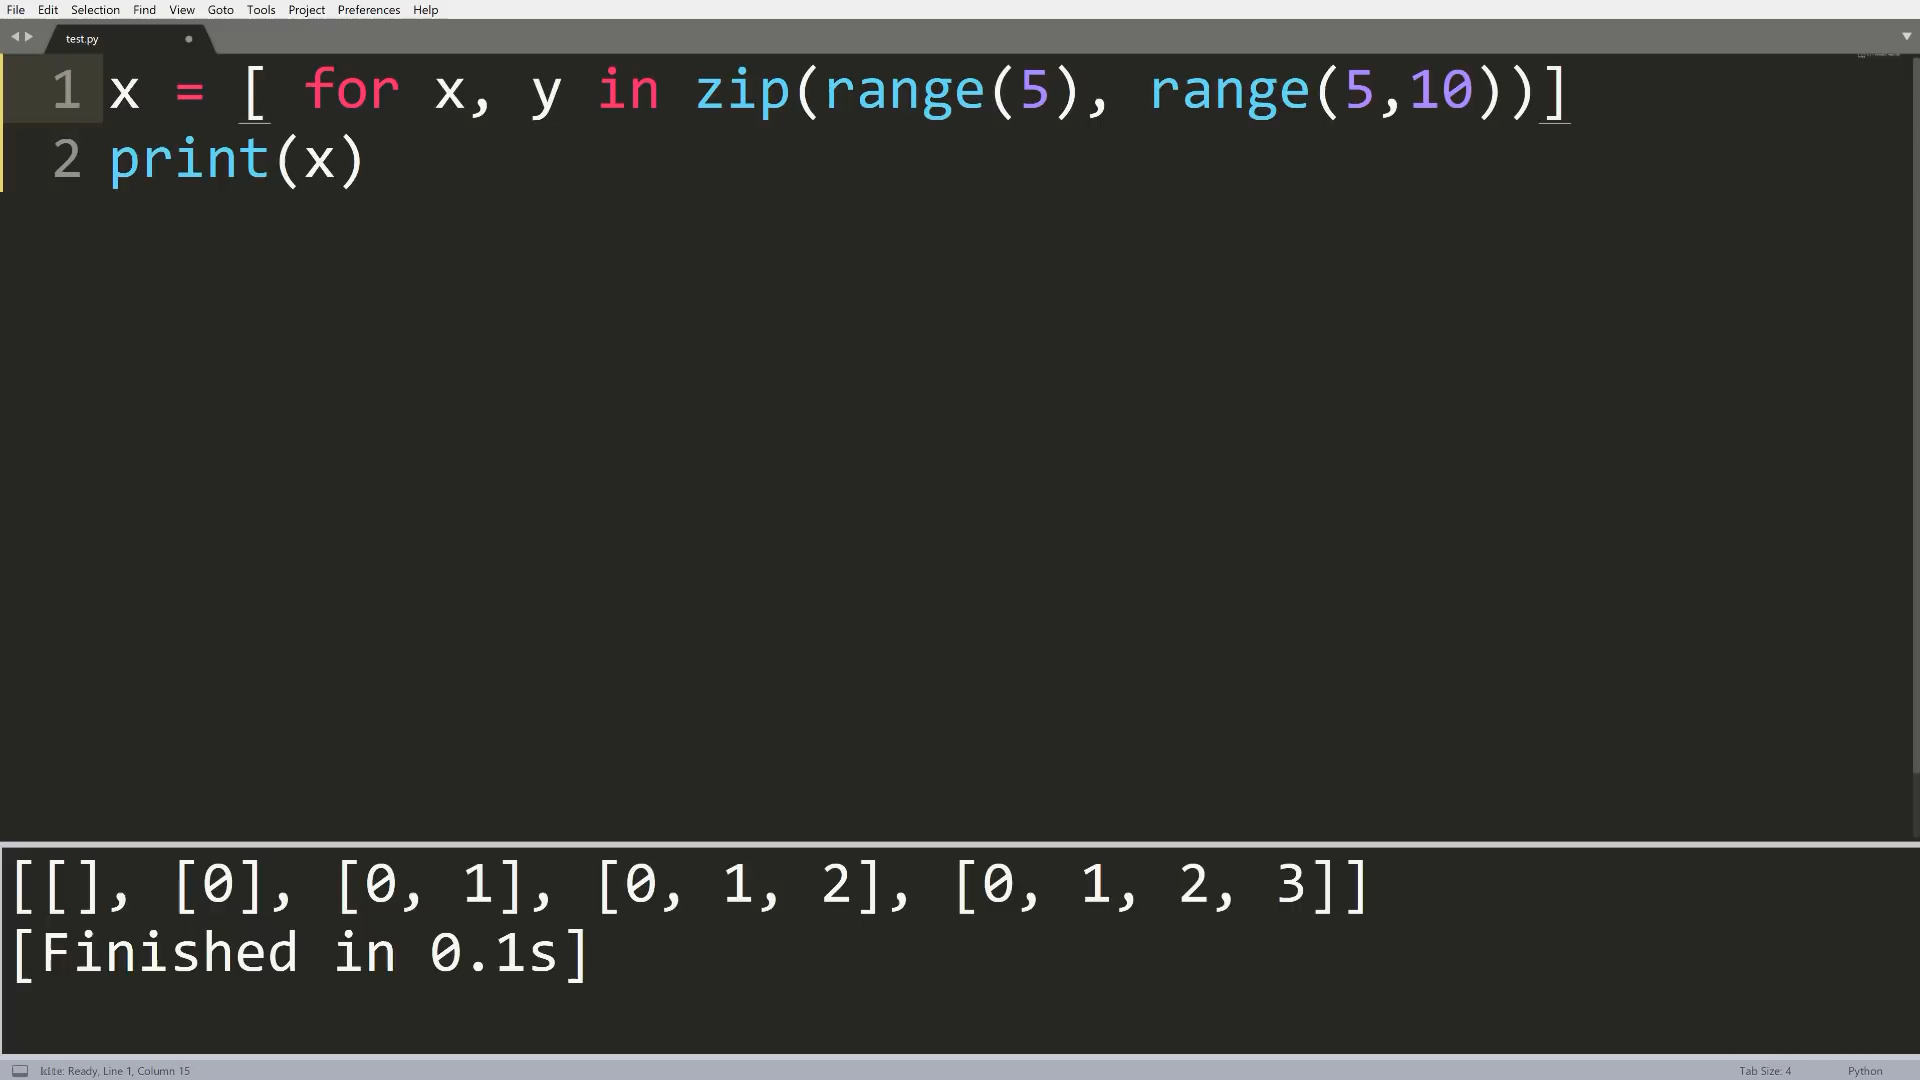 File Edit Selection Find View Goto Tools Project Preferences Help
test.py
1 x = [ for x, y in zip(range(5), range(5,10))]
2 print(x)
[[], [0], [0, 1], [0, 1, 2], [0, 1, 2, 3]]
[Finished in 0.1s]
Ready, Line 1, Column 15 Tab Size: 4 Python